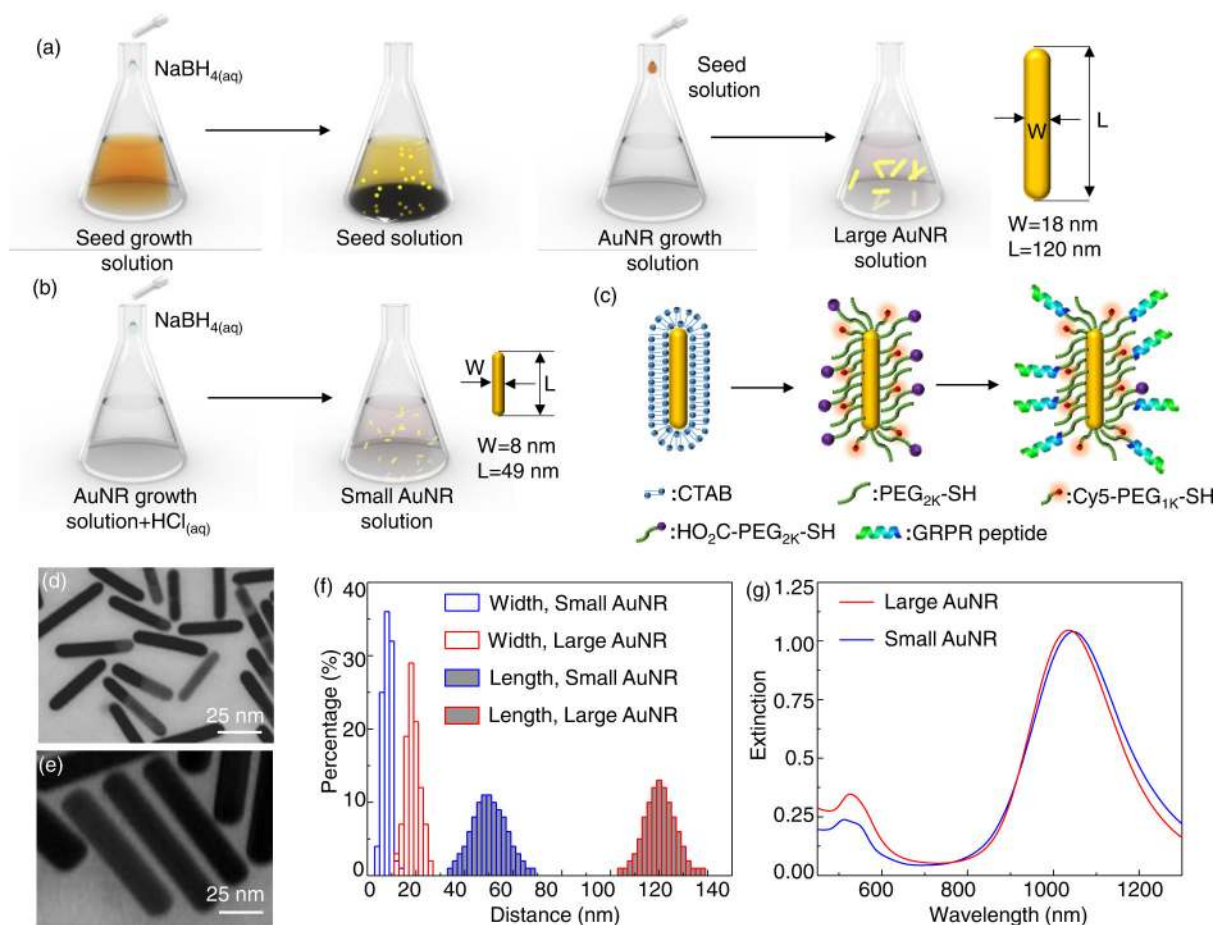 (a)
NaBH4(aq)
Seed growth
solution
Seed solution
Seed
solution
AuNR growth
solution
Large AuNR
solution
W
L
W=18 nm
L=120 nm
(b)
NaBH4(aq)
AuNR growth
solution+HCl(aq)
Small AuNR
solution
W
L
W=8 nm
L=49 nm
(c)
:CTAB
:PEG2K-SH
:Cy5-PEG1K-SH
:HO2C-PEG2K-SH
:GRPR peptide
(d)
25 nm
(e)
25 nm
(f)
40
30
20
10
0
Percentage (%)
Width, Small AuNR
Width, Large AuNR
Length, Small AuNR
Length, Large AuNR
0 20 40 60 80 100 120 140
Distance (nm)
(g)
1.25
1.00
0.75
0.5
0.25
0.00
Extinction
Large AuNR
Small AuNR
600 800 1000 1200
Wavelength (nm)